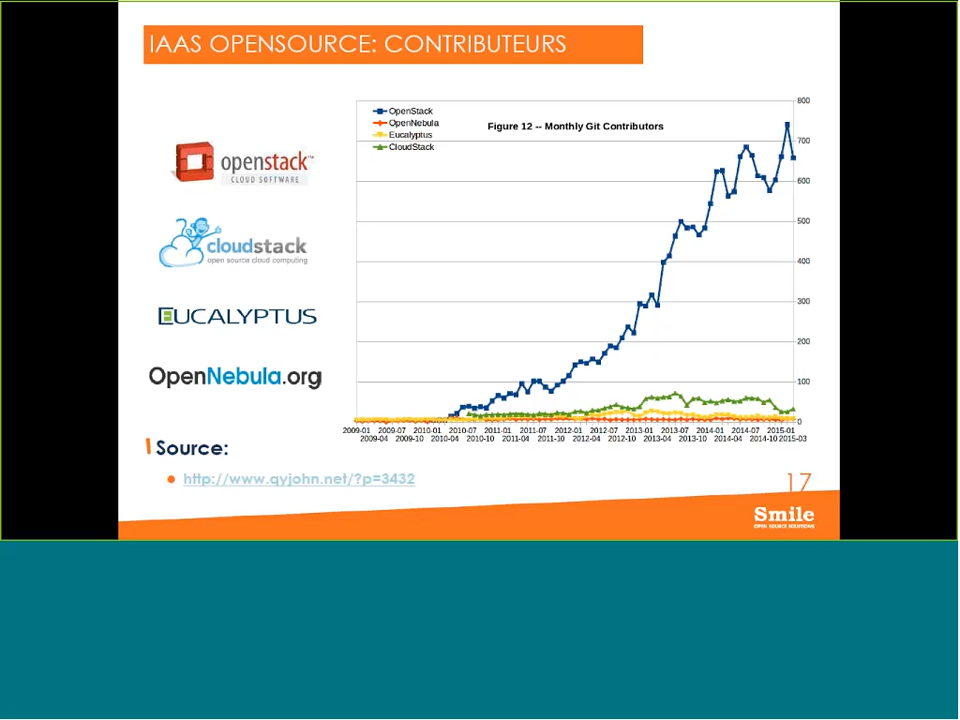 IAAS OPENSOURCE: CONTRIBUTEURS
openstack™
CLOUD SOFTWARE
cloudstack
open source cloud computing
EUCALYPTUS
OpenNebula.org
OpenStack
OpenNebula
Eucalyptus
CloudStack
Figure 12 -- Monthly Git Contributors
800
700
600
500
400
300
200
100
0
2009-01 2009-07 2010-01 2010-07 2011-01 2011-07 2012-01 2012-07 2013-01 2013-07 2014-01 2014-07 2015-01
2009-04 2009-10 2010-04 2010-10 2011-04 2011-10 2012-04 2012-10 2013-04 2013-10 2014-04 2014-10 2015-03
Source:
http://www.qyjohn.net/?p=3432
17
Smile
OPEN SOURCE SOLUTIONS